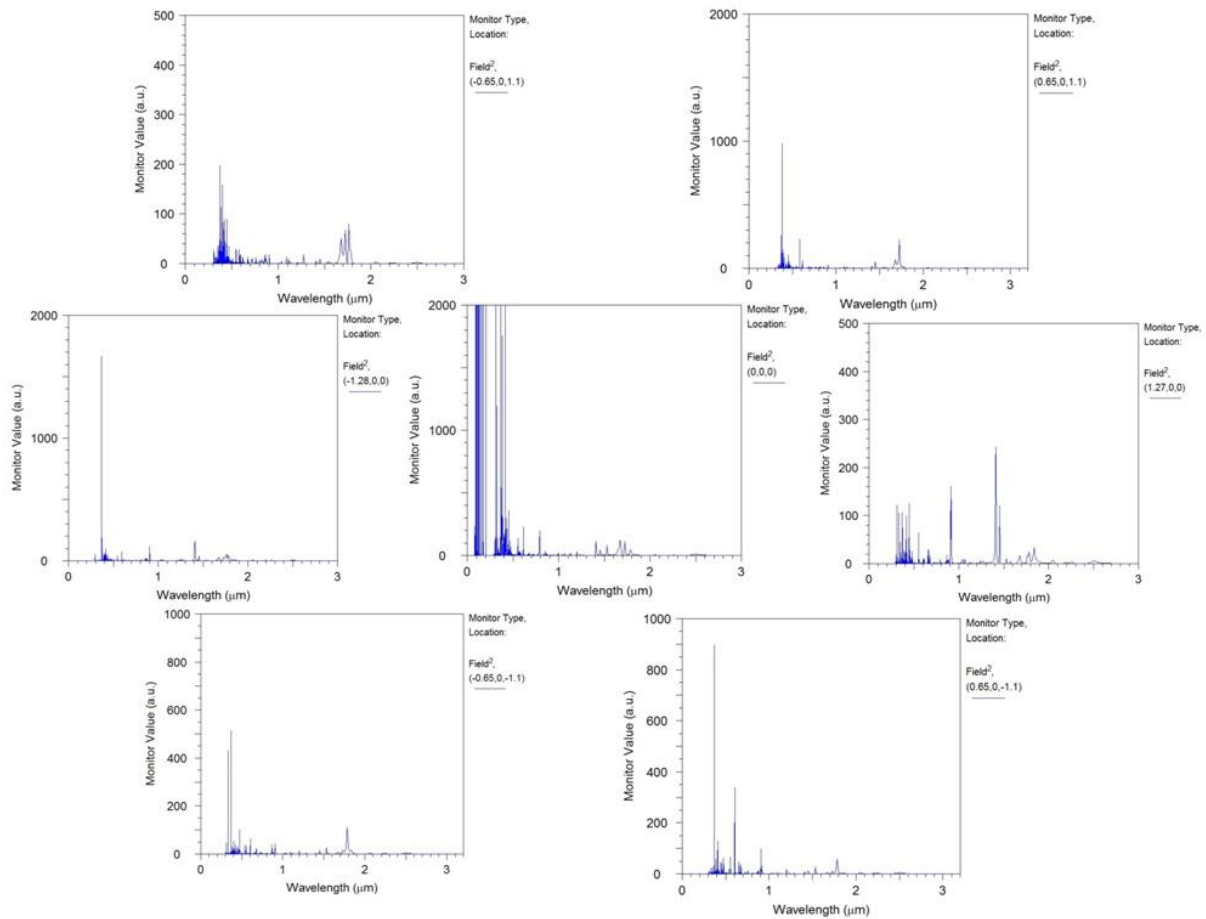 500
400
300
200
100
0
Monitor Value (a.u.)
0
1
2
3
Wavelength (μm)
Monitor Type,
Location:
Field²,
(-0.65,0,1.1)
2000
1000
0
Monitor Value (a.u.)
0
1
2
3
Wavelength (μm)
Monitor Type,
Location:
Field²,
(0.65,0,1.1)
2000
1000
0
Monitor Value (a.u.)
0
1
2
3
Wavelength (μm)
Monitor Type,
Location:
Field²,
(-1.28,0,0)
2000
1000
0
Monitor Value (a.u.)
0
1
2
3
Wavelength (μm)
Monitor Type,
Location:
Field²,
(0,0,0)
500
400
300
200
100
0
Monitor Value (a.u.)
0
1
2
3
Wavelength (μm)
Monitor Type,
Location:
Field²,
(1.27,0,0)
1000
800
600
400
200
0
Monitor Value (a.u.)
0
1
2
3
Wavelength (μm)
Monitor Type,
Location:
Field²,
(-0.65,0,-1.1)
1000
800
600
400
200
0
Monitor Value (a.u.)
0
1
2
3
Wavelength (μm)
Monitor Type,
Location:
Field²,
(0.65,0,-1.1)